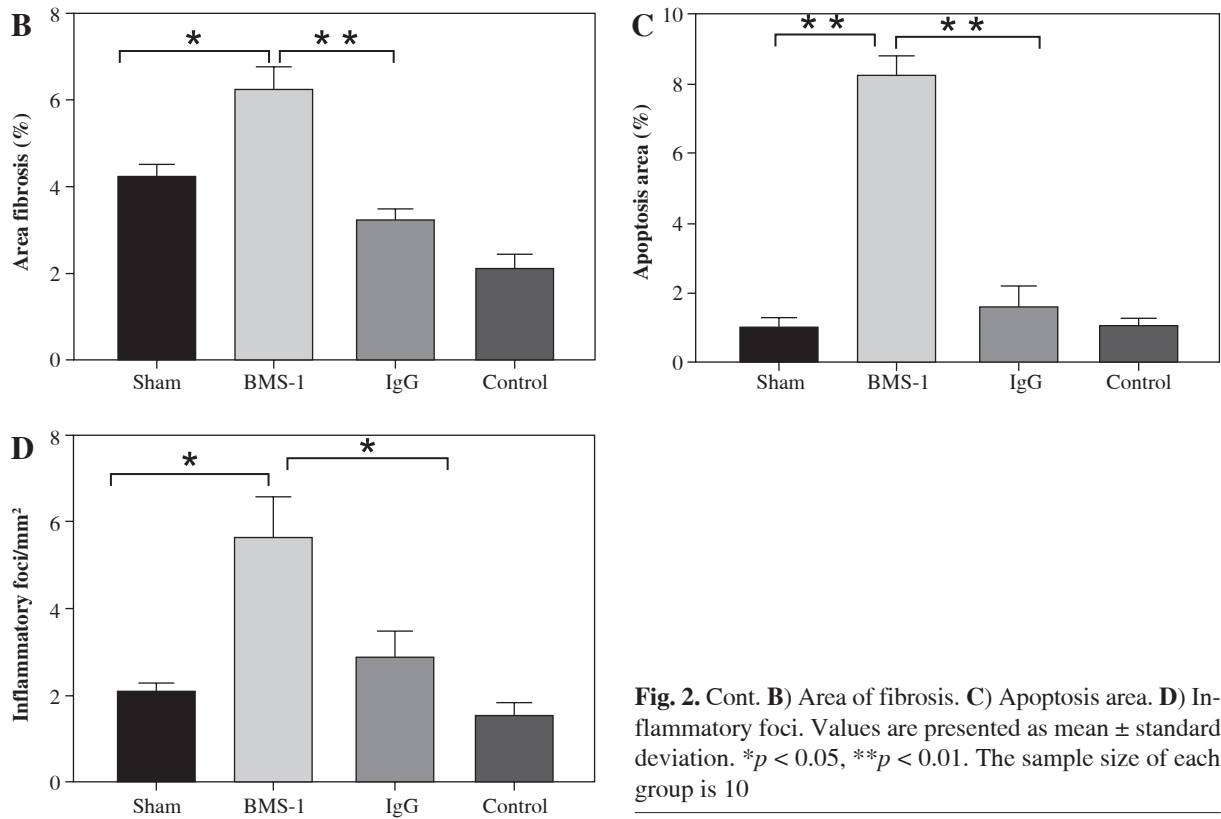 B
Area fibrosis (%)
8
6
4
2
0
* 
* *
Sham BMS-1 IgG Control
C
Apoptosis area (%)
10
8
6
4
2
0
* *
* *
Sham BMS-1 IgG Control
D
Inflammatory foci/mm²
8
6
4
2
0
*
*
Sham BMS-1 IgG Control
Fig. 2. Cont. B) Area of fibrosis. C) Apoptosis area. D) In-
flammatory foci. Values are presented as mean ± standard
deviation. *p < 0.05, **p < 0.01. The sample size of each
group is 10